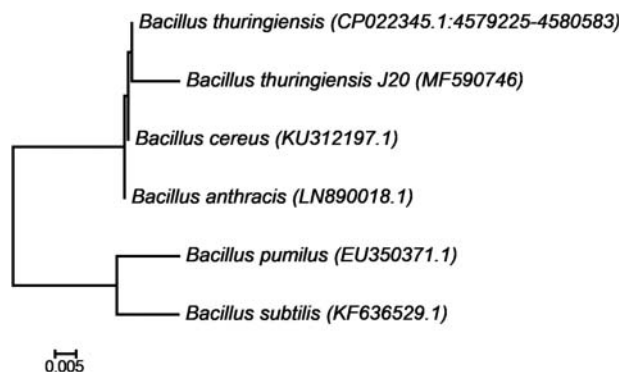 Bacillus thuringiensis (CP022345.1:4579225-4580583)
Bacillus thuringiensis J20 (MF590746)
Bacillus cereus (KU312197.1)
Bacillus anthracis (LN890018.1)
Bacillus pumilus (EU350371.1)
Bacillus subtilis (KF636529.1)
0.005